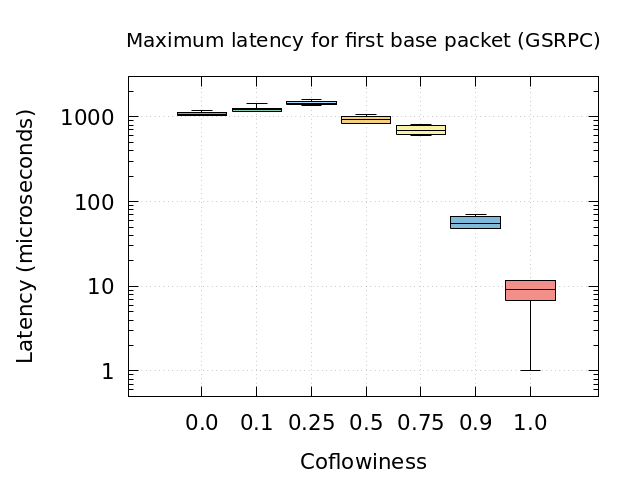 Maximum latency for first base packet (GSRPC)
Latency (microseconds)
1000
100
10
1
0.0 0.1 0.25 0.5 0.75 0.9 1.0
Coflowiness